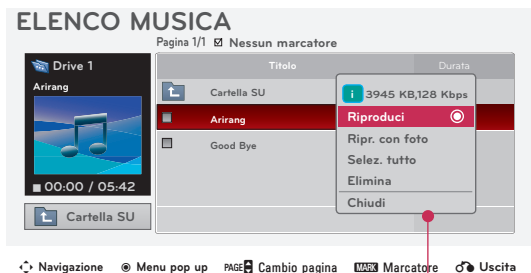 ELENCO MUSICA
Pagina 1/1 Nessun marcatore
Drive 1
Arirang
00:00 / 05:42
Cartella SU
Titolo Durata
Cartella SU
Arirang
Good Bye
i 3945 KB,128 Kbps
Riproduci
Ripr. con foto
Selez. tutto
Elimina
Chiudi
Navigazione Menu pop up PAGE Cambio pagina MARK Marcatore Uscita